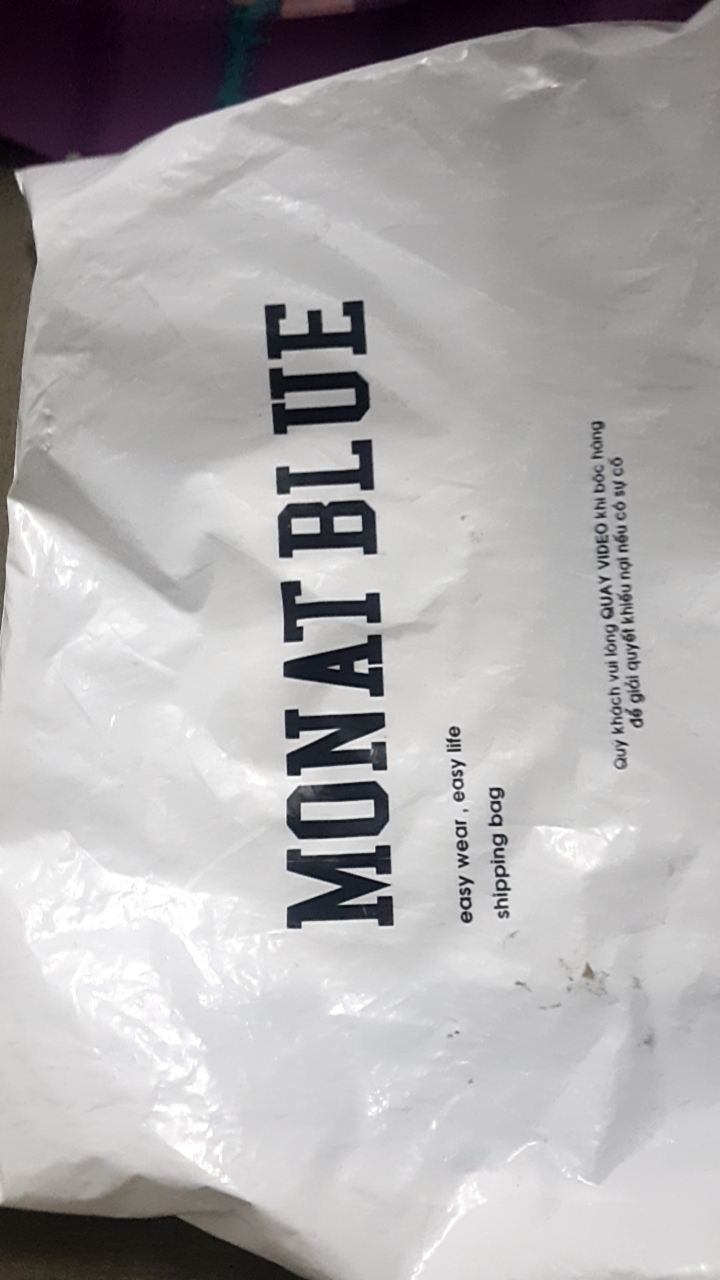 MONAT BLUE
easy wear , easy life
shipping bag
Quý khách vui lòng QUAY VIDEO khi bóc hàng
để giải quyết khiếu nại nếu có sự cố